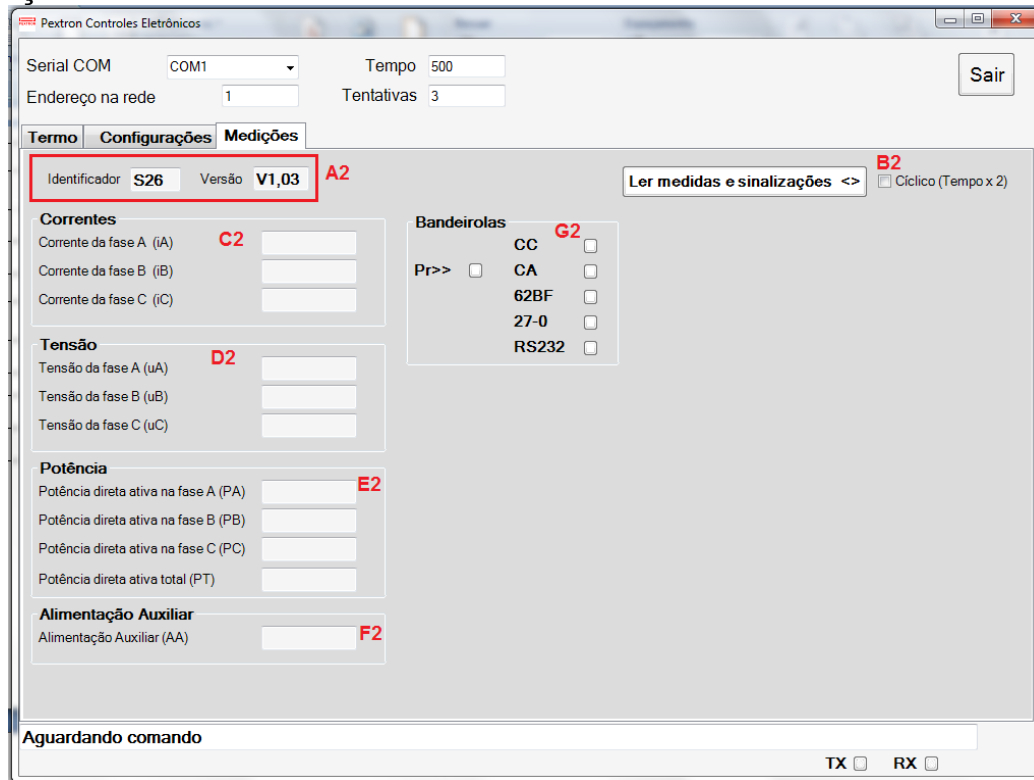 Pextron Controles Eletrônicos
Serial COM COM1 Tempo 500
Sair
Endereço na rede 1 Tentativas 3
Termo Configurações Medições
Identificador S26 Versão V1,03 A2
B2
Ler medidas e sinalizações <> Cíclico (Tempo x 2)
Correntes
C2
Corrente da fase A (iA)
Corrente da fase B (iB)
Corrente da fase C (iC)
Bandeirolas
G2
CC
Pr>> CA
62BF
27-0
RS232
Tensão
D2
Tensão da fase A (uA)
Tensão da fase B (uB)
Tensão da fase C (uC)
Potência
Potência direta ativa na fase A (PA) E2
Potência direta ativa na fase B (PB)
Potência direta ativa na fase C (PC)
Potência direta ativa total (PT)
Alimentação Auxiliar
Alimentação Auxiliar (AA) F2
Aguardando comando
TX RX